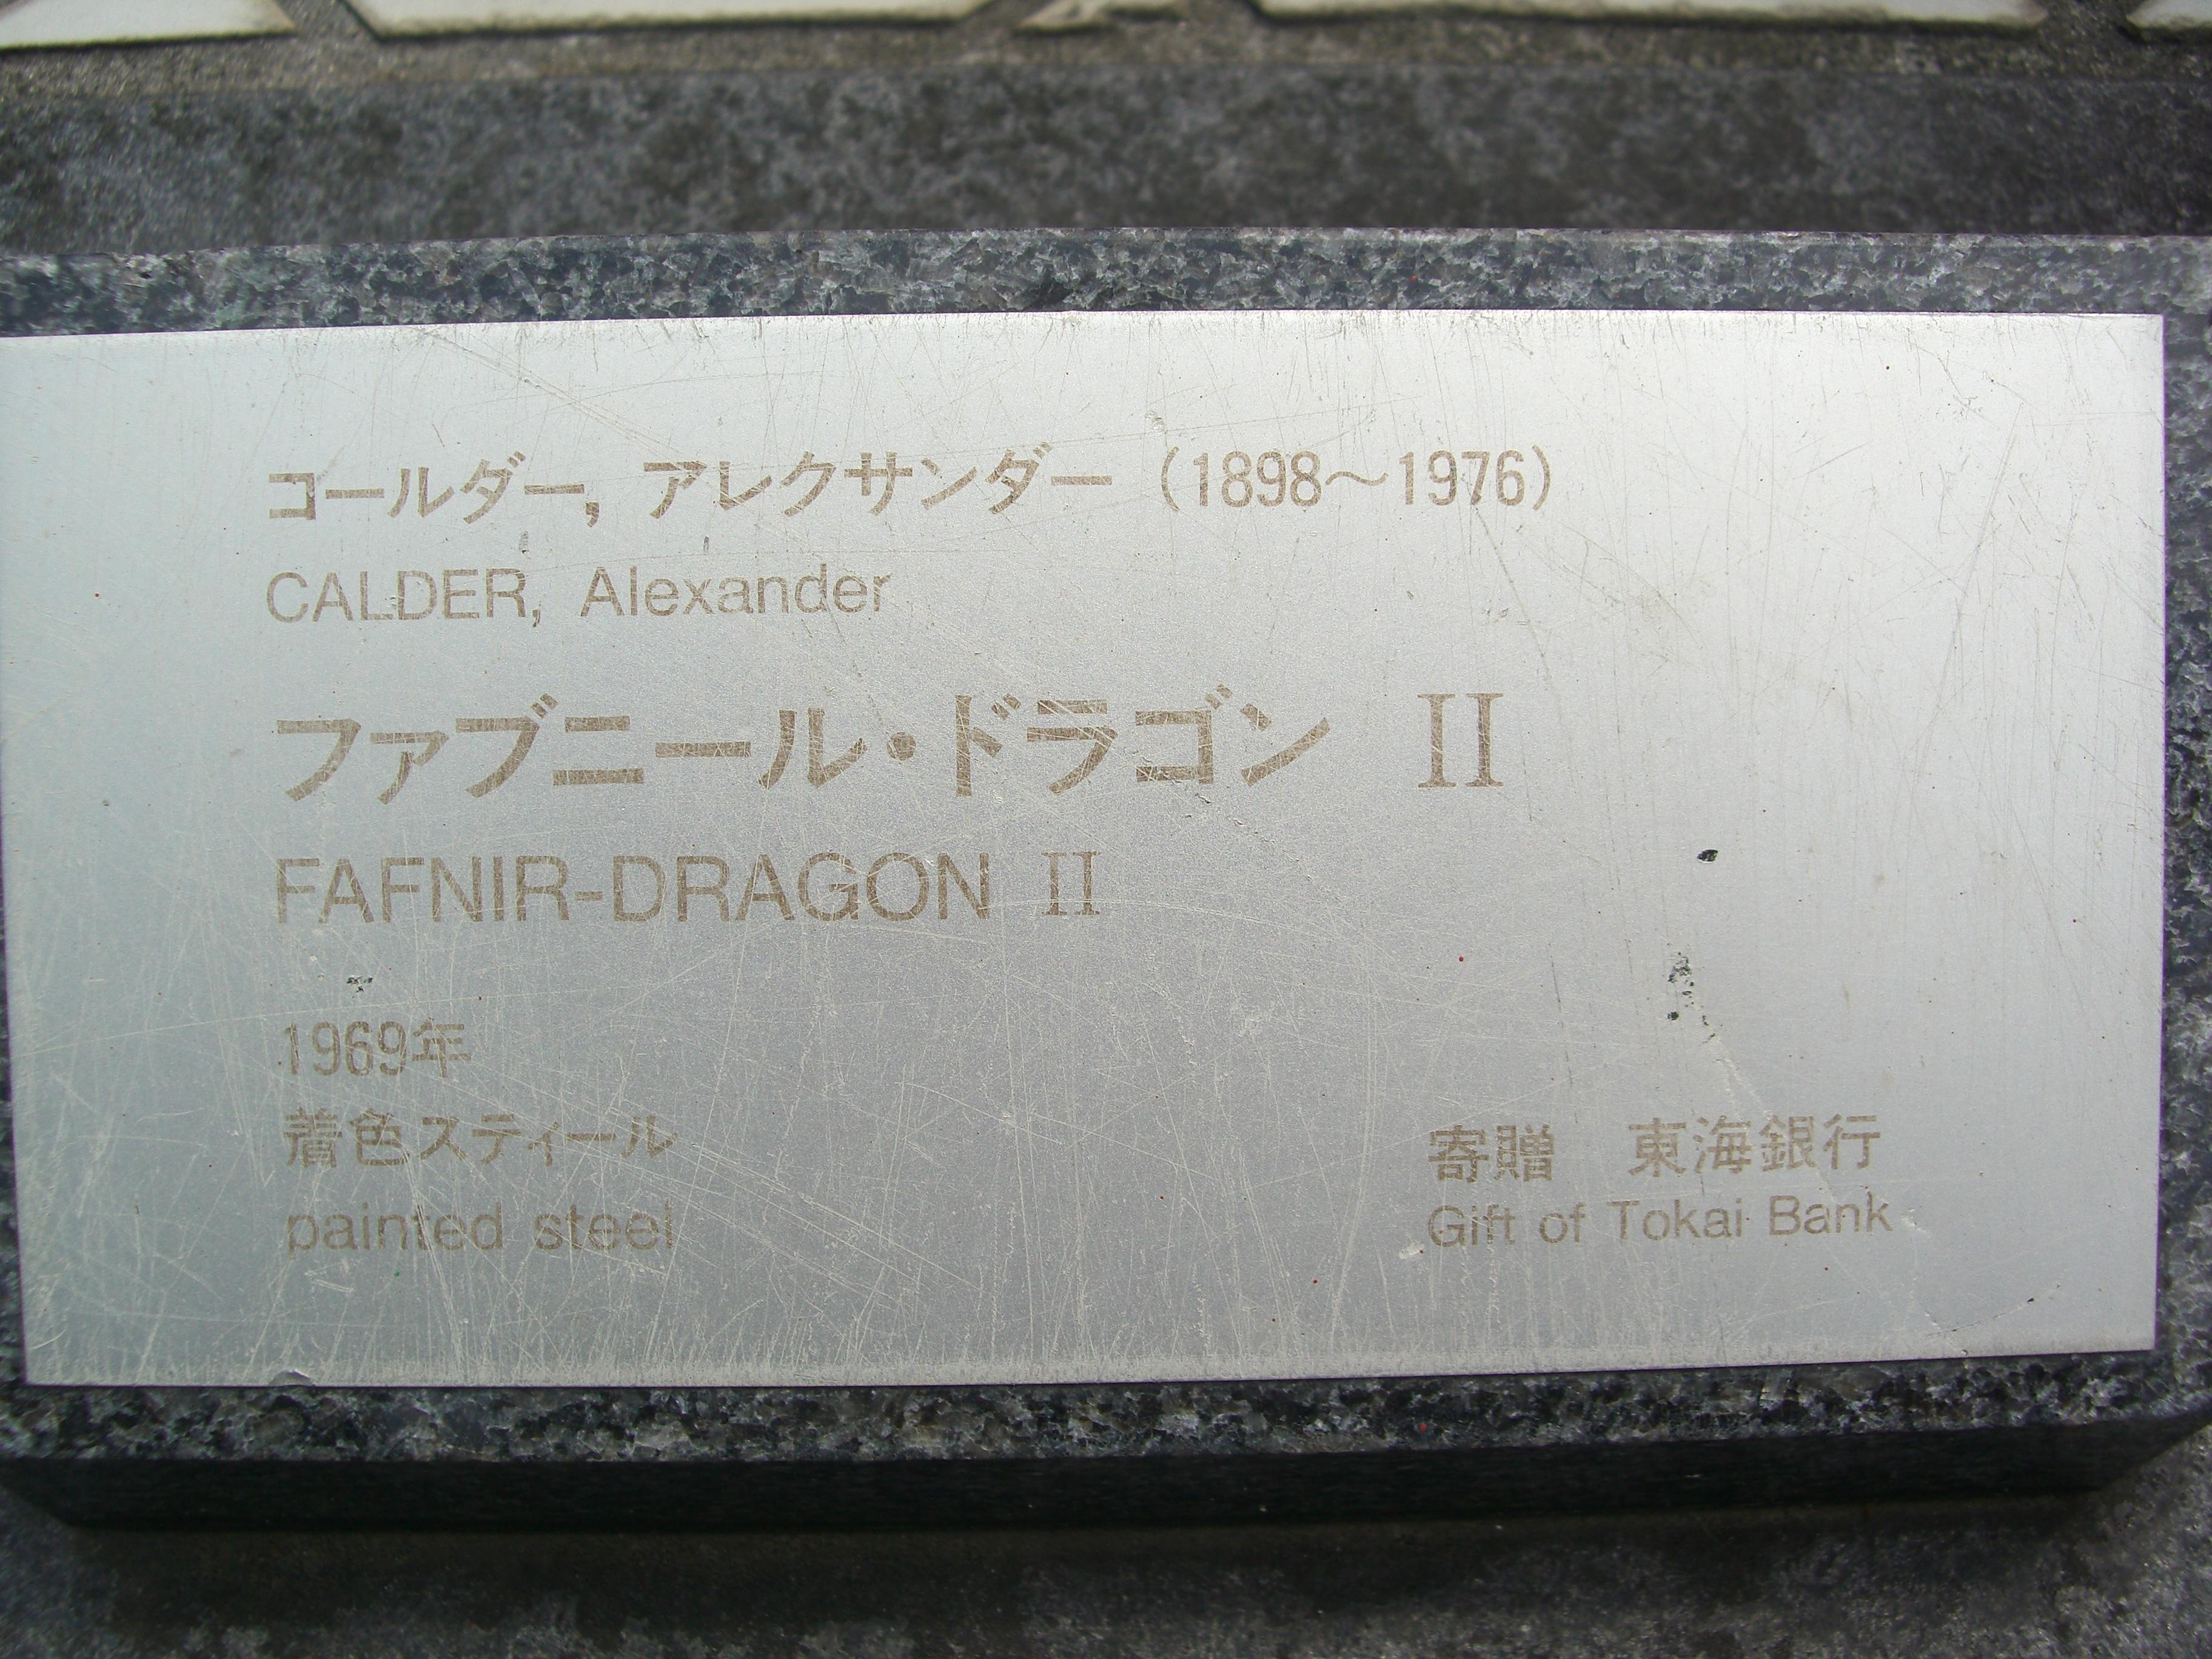 コールダー, アレクサンダー (1898〜1976)
CALDER, Alexander
ファブニール・ドラゴン II
FAFNIR-DRAGON II
1969年
着色スティール
painted steel
寄贈 東海銀行
Gift of Tokai Bank